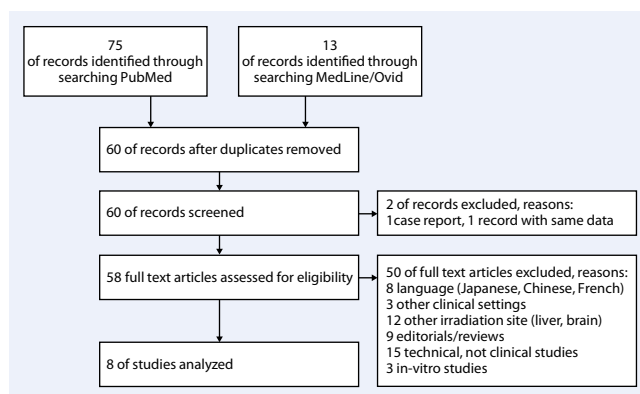 75
of records identified through
searching PubMed
13
of records identified through
searching MedLine/Ovid
60 of records after duplicates removed
60 of records screened
2 of records excluded, reasons:
1case report, 1 record with same data
58 full text articles assessed for eligibility
50 of full text articles excluded, reasons:
8 language (Japanese, Chinese, French)
3 other clinical settings
12 other irradiation site (liver, brain)
9 editorials/reviews
15 technical, not clinical studies
3 in-vitro studies
8 of studies analyzed